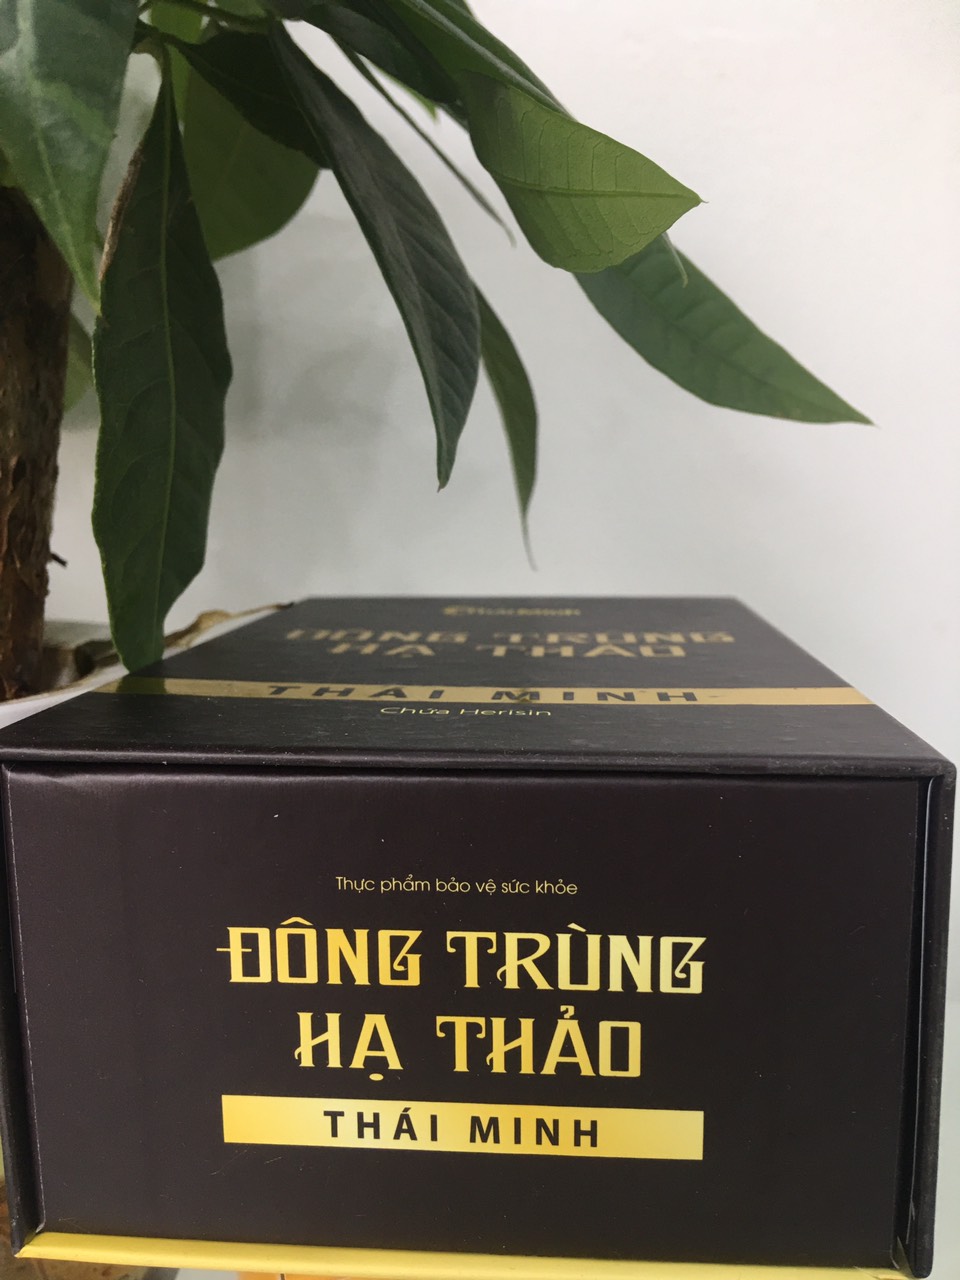 TháiMinh
ĐÔNG TRÙNG
HẠ THẢO
THÁI MINH
Chứa Herisin
Thực phẩm bảo vệ sức khỏe
ĐÔNG TRÙNG
HẠ THẢO
THÁI MINH